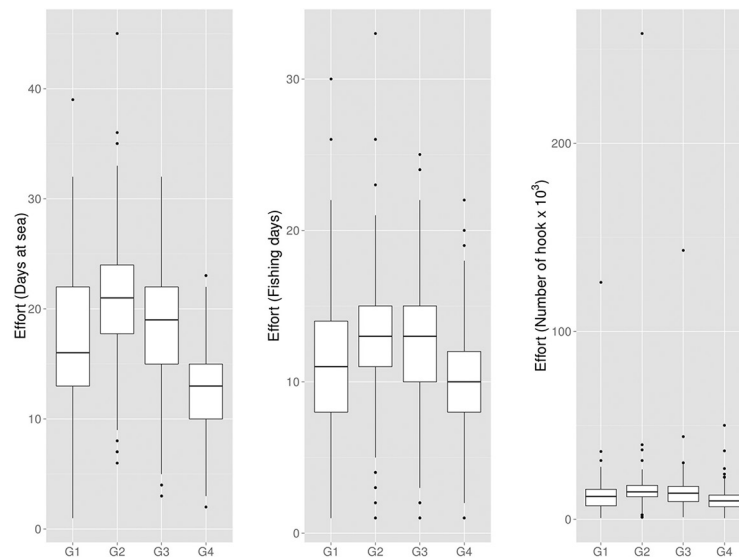 Effort (Days at sea)
40
30
20
10
0
G1 G2 G3 G4
Effort (Fishing days)
30
20
10
0
G1 G2 G3 G4
Effort (Number of hook x 10³)
200
100
0
G1 G2 G3 G4